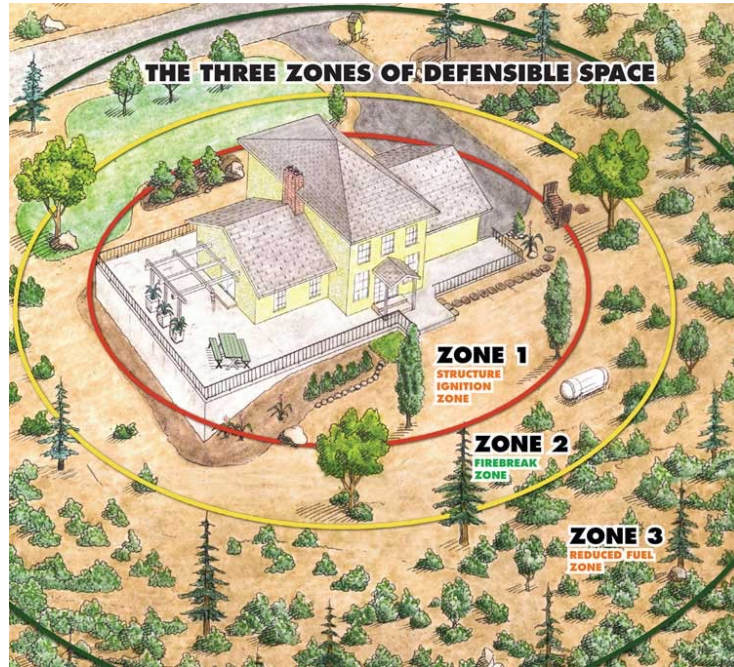 THE THREE ZONES OF DEFENSIBLE SPACE
ZONE 1
STRUCTURE
IGNITION
ZONE
ZONE 2
FIREBREAK
ZONE
ZONE 3
REDUCED FUEL
ZONE